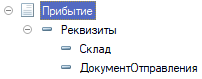 Прибытие
Реквизиты
Склад
ДокументОтправления